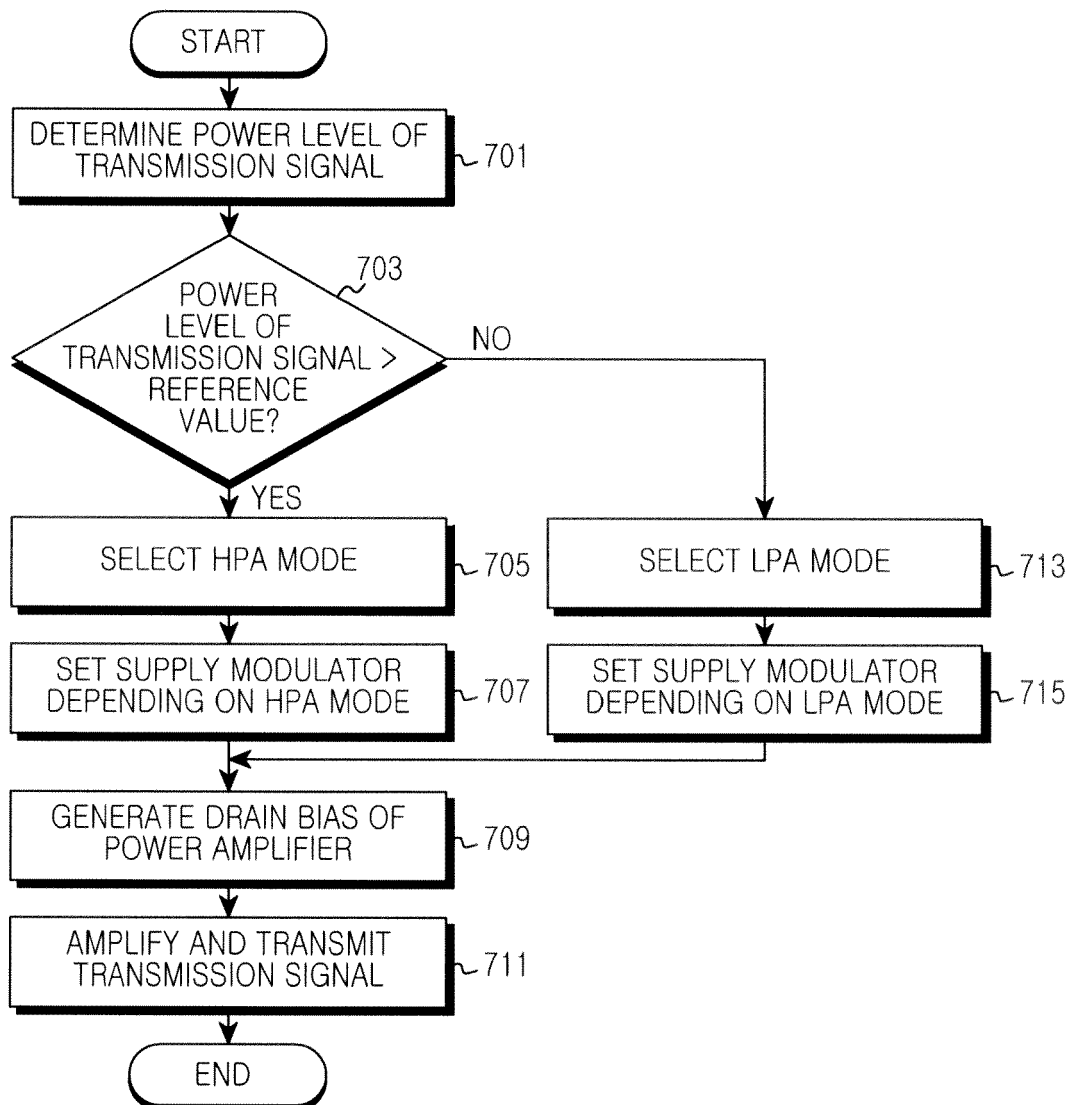 START
DETERMINE POWER LEVEL OF
TRANSMISSION SIGNAL
701
703
POWER
LEVEL OF
TRANSMISSION SIGNAL >
REFERENCE
VALUE?
NO
YES
SELECT HPA MODE
705
SELECT LPA MODE
713
SET SUPPLY MODULATOR
DEPENDING ON HPA MODE
707
SET SUPPLY MODULATOR
DEPENDING ON LPA MODE
715
GENERATE DRAIN BIAS OF
POWER AMPLIFIER
709
AMPLIFY AND TRANSMIT
TRANSMISSION SIGNAL
711
END